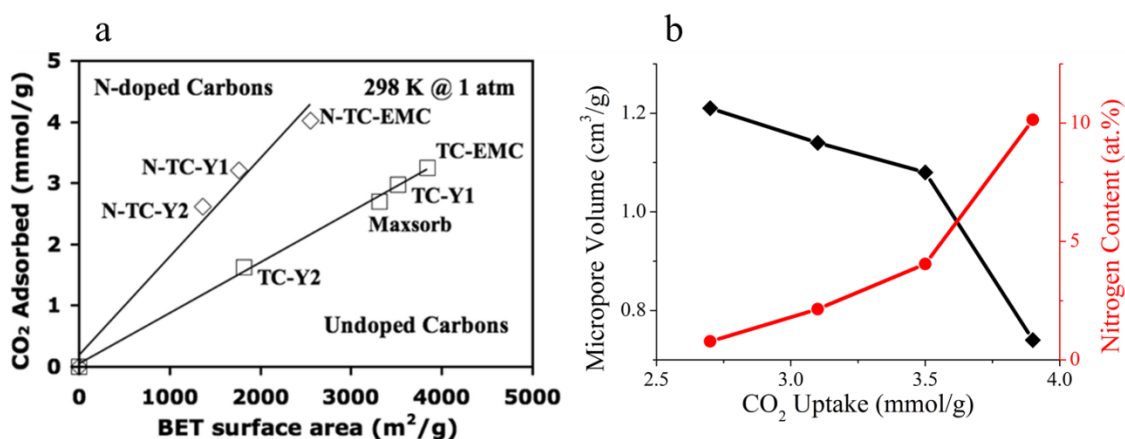 a
N-doped Carbons
298 K @ 1 atm
N-TC-EMC
N-TC-Y1
N-TC-Y2
TC-EMC
TC-Y1
Maxsorb
TC-Y2
Undoped Carbons
CO₂ Adsorbed (mmol/g)
5
4
3
2
1
0
0 1000 2000 3000 4000 5000
BET surface area (m²/g)
b
Micropore Volume (cm³/g)
1.2
1.0
0.8
2.5 3.0 3.5 4.0
CO₂ Uptake (mmol/g)
10
5
0
Nitrogen Content (at.%)